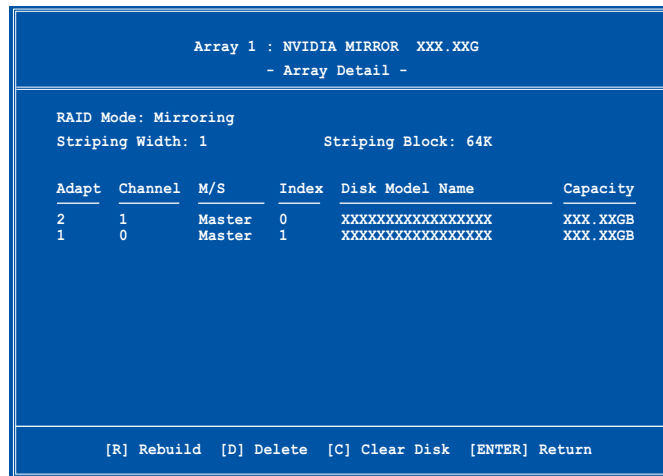 Array 1 : NVIDIA MIRROR  XXX.XXG
- Array Detail -
RAID Mode: Mirroring
Striping Width: 1    Striping Block: 64K
Adapt  Channel  M/S  Index  Disk Model Name  Capacity
2  1  Master  0  XXXXXXXXXXXXXXXXX  XXX.XXGB
1  0  Master  1  XXXXXXXXXXXXXXXXX  XXX.XXGB
[R] Rebuild  [D] Delete  [C] Clear Disk  [ENTER] Return